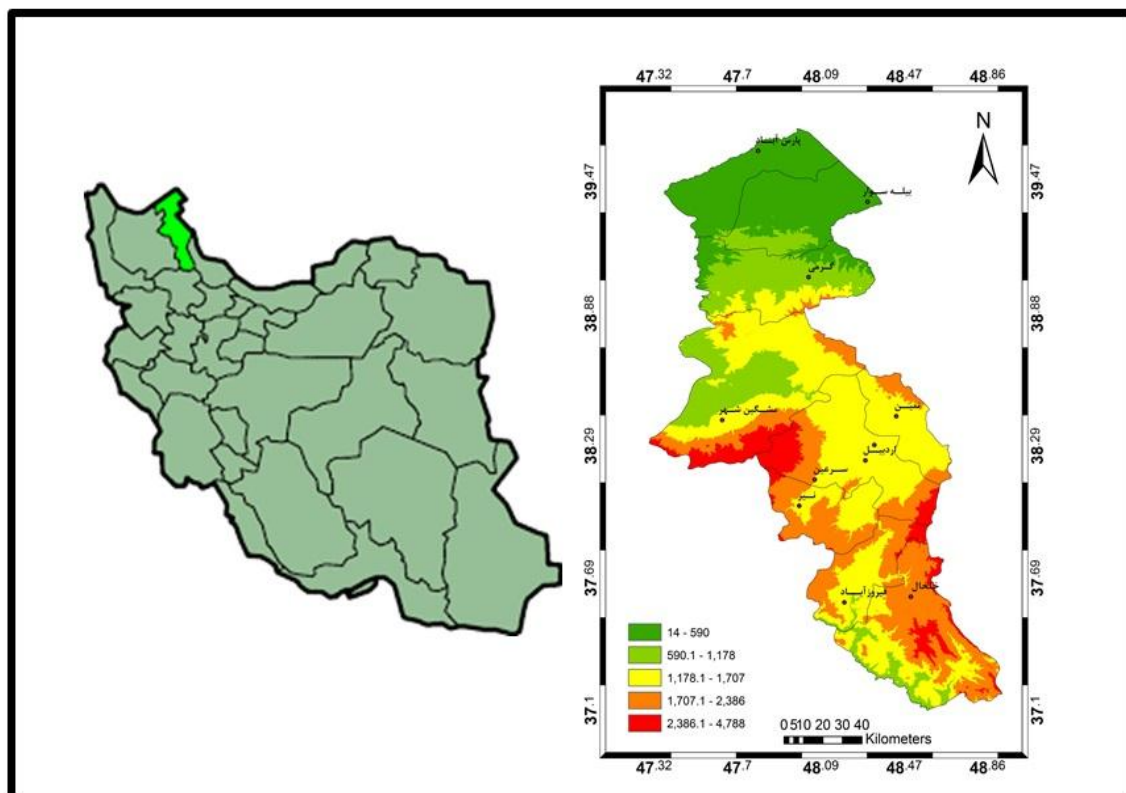 47.32 47.7 48.09 48.47 48.86
N
39.47
38.88
38.29
37.69
37.1
39.47
38.88
38.29
37.69
37.1
پارس آباد
بیله سوار
گرمی
مشگین شهر
نمین
اردبیل
سرعین
نیر
فیروزآباد
خلخال
14 - 590
590.1 - 1,178
1,178.1 - 1,707
1,707.1 - 2,386
2,386.1 - 4,788
0 510 20 30 40
Kilometers
47.32 47.7 48.09 48.47 48.86